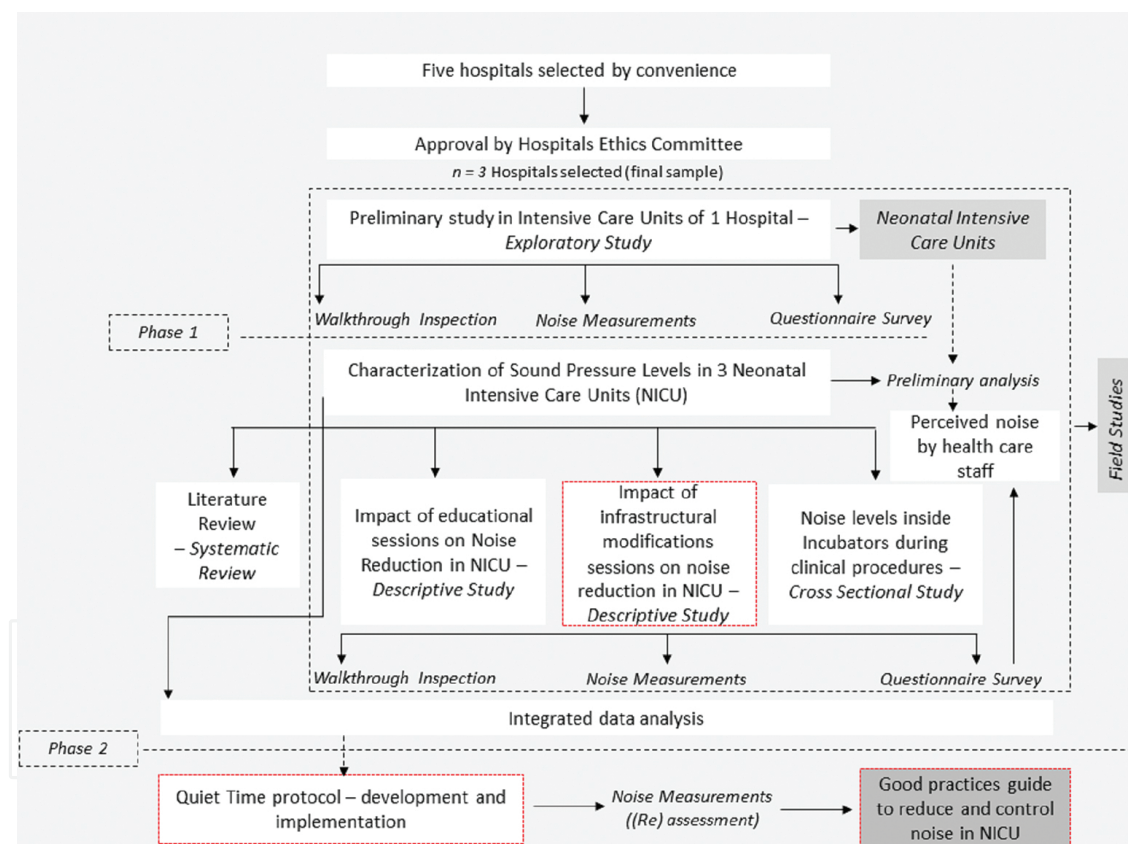 Five hospitals selected by convenience
Approval by Hospitals Ethics Committee
n = 3 Hospitals selected (final sample)
Preliminary study in Intensive Care Units of 1 Hospital –
Exploratory Study
Neonatal Intensive
Care Units
Walkthrough Inspection
Noise Measurements
Questionnaire Survey
Phase 1
Characterization of Sound Pressure Levels in 3 Neonatal
Intensive Care Units (NICU)
Preliminary analysis
Perceived noise
by health care
staff
Field Studies
Literature
Review
– Systematic
Review
Impact of educational
sessions on Noise
Reduction in NICU –
Descriptive Study
Impact of
infrastructural
modifications
sessions on noise
reduction in NICU –
Descriptive Study
Noise levels inside
Incubators during
clinical procedures –
Cross Sectional Study
Walkthrough Inspection
Noise Measurements
Questionnaire Survey
Integrated data analysis
Phase 2
Quiet Time protocol – development and
implementation
Noise Measurements
((Re) assessment)
Good practices guide
to reduce and control
noise in NICU